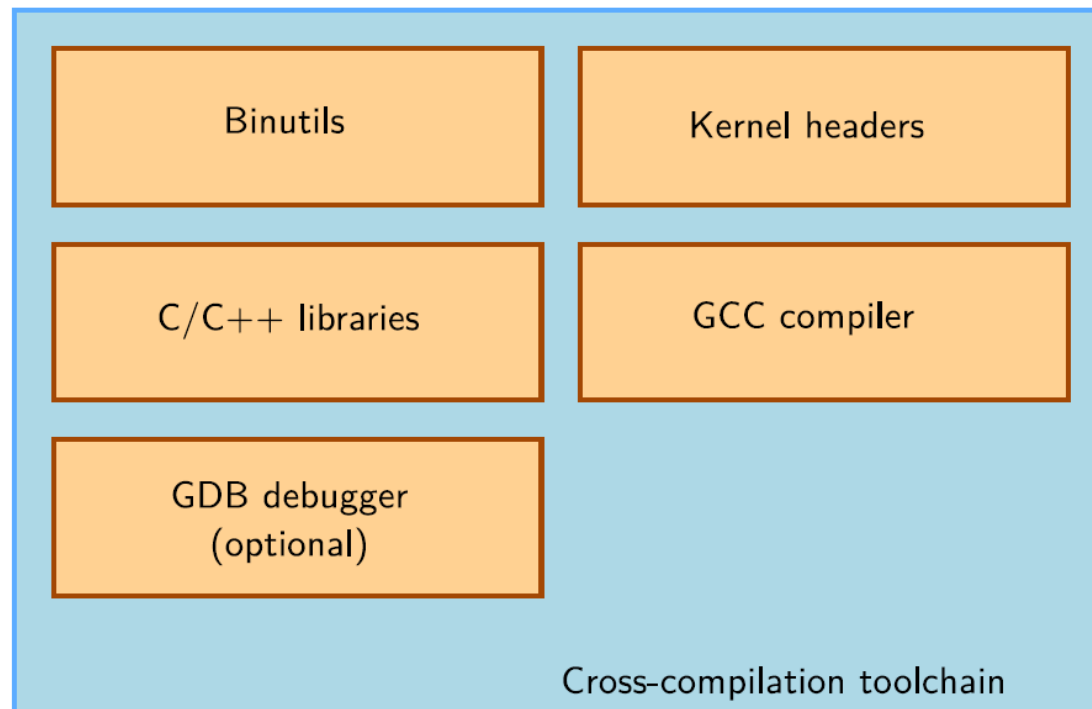 Binutils
Kernel headers
C/C++ libraries
GCC compiler
GDB debugger
(optional)
Cross-compilation toolchain